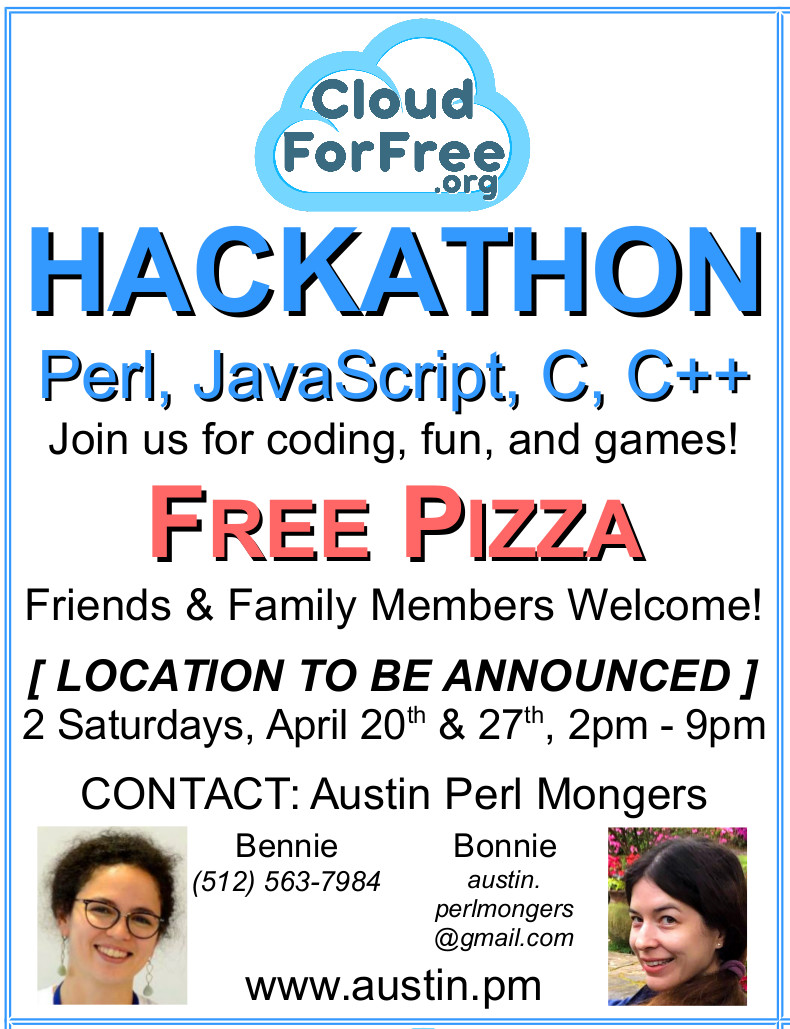 Cloud
ForFree
.org
HACKATHON
Perl, JavaScript, C, C++
Join us for coding, fun, and games!
FREE PIZZA
Friends & Family Members Welcome!
[ LOCATION TO BE ANNOUNCED ]
2 Saturdays, April 20th & 27th, 2pm - 9pm
CONTACT: Austin Perl Mongers
Bennie
(512) 563-7984
Bonnie
austin.
perlmongers
@gmail.com
www.austin.pm